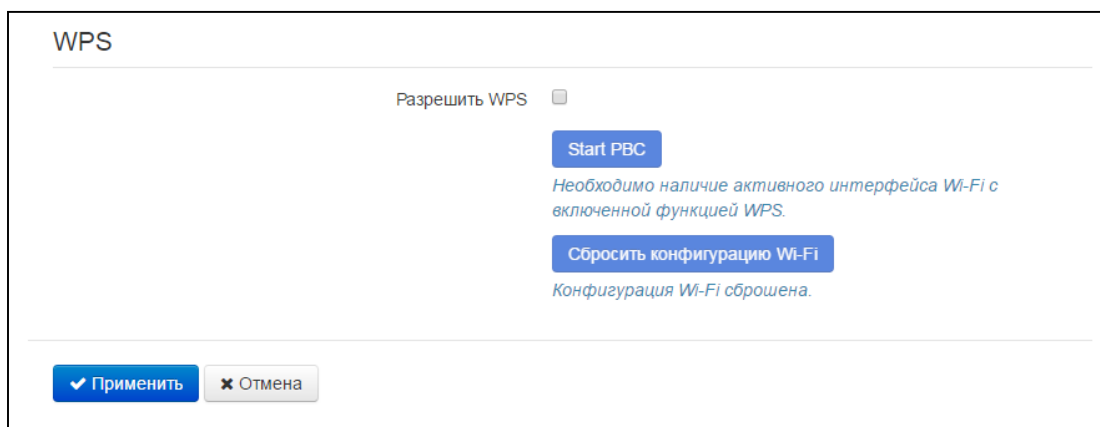 WPS
Разрешить WPS
Start PBC
Необходимо наличие активного интерфейса Wi-Fi с
включенной функцией WPS.
Сбросить конфигурацию Wi-Fi
Конфигурация Wi-Fi сброшена.
Применить Отмена